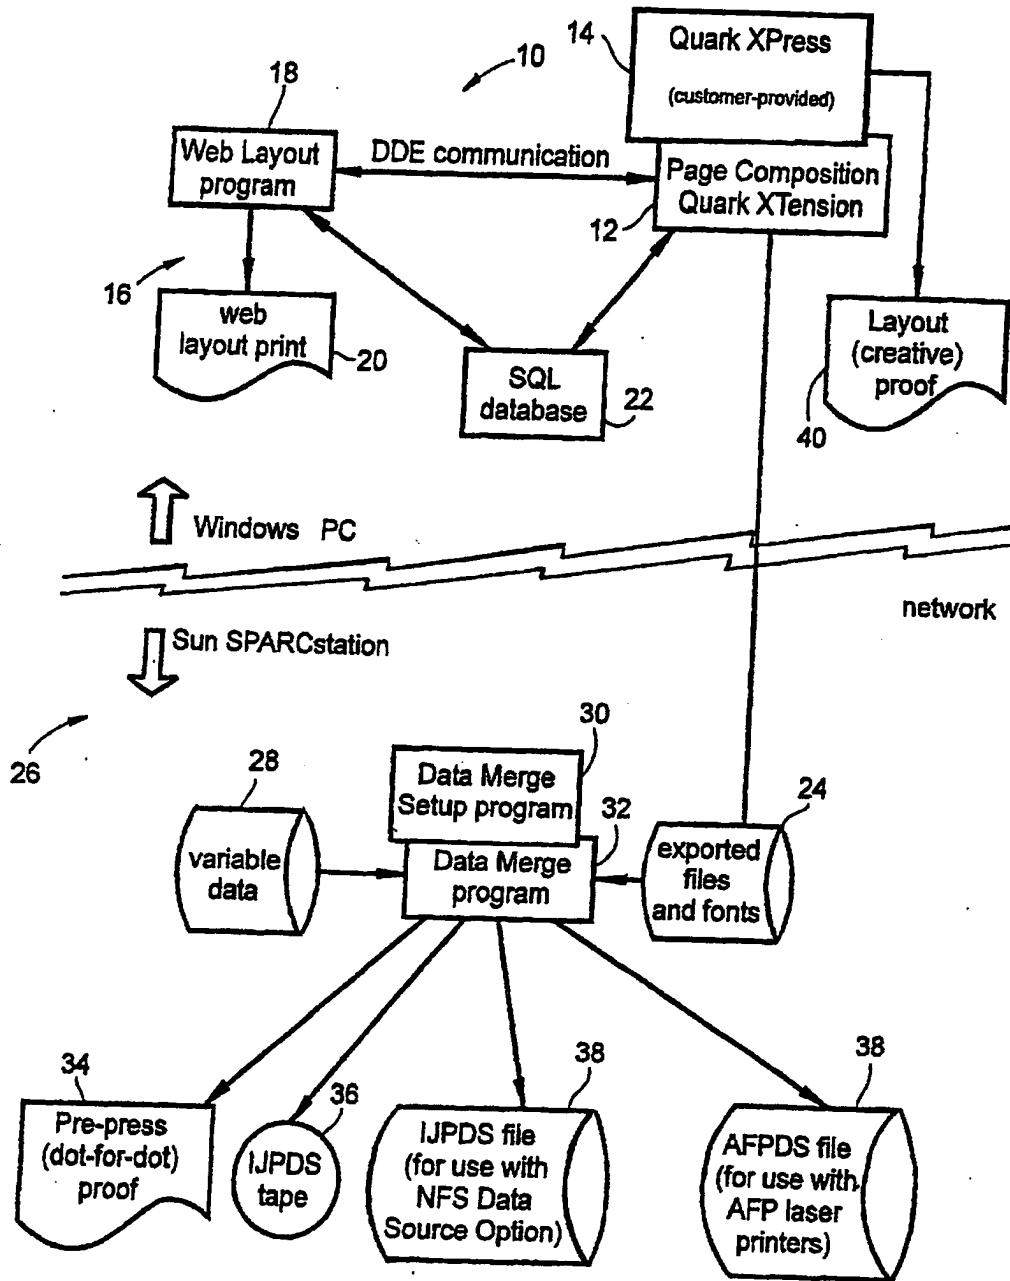 14
Quark XPress
(customer-provided)
10
18
Web Layout
program
DDE communication
Page Composition
Quark XTension
12
16
web
layout print
20
SQL
database
22
Layout
(creative)
proof
40
Windows PC
network
Sun SPARCstation
26
30
Data Merge
Setup program
28
variable
data
32
Data Merge
program
24
exported
files
and fonts
34
Pre-press
(dot-for-dot)
proof
36
IJPDS
tape
38
IJPDS file
(for use with
NFS Data
Source Option)
38
AFPDS file
(for use with
AFP laser
printers)